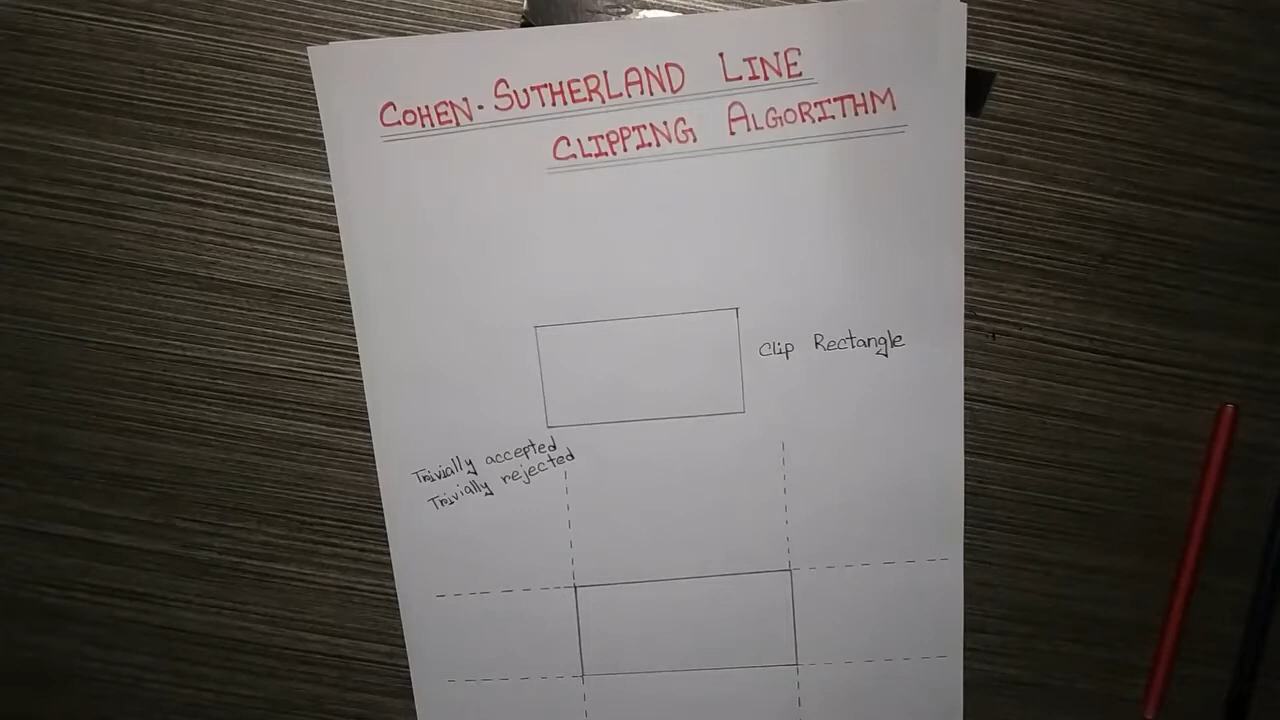 COHEN-SUTHERLAND LINE
CLIPPING ALGORITHM
Clip Rectangle
Trivially accepted
Trivially rejected